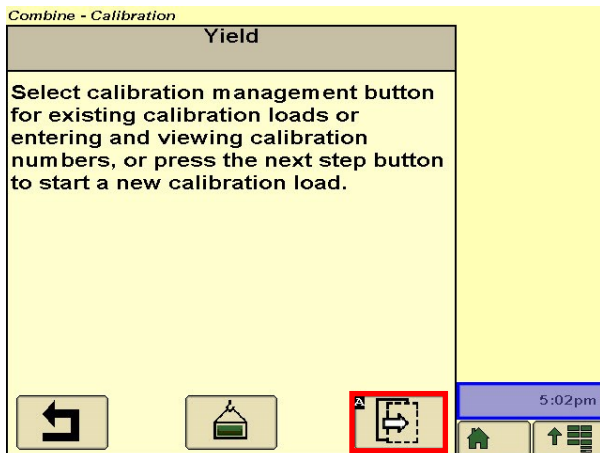 Combine - Calibration
Yield
Select calibration management button
for existing calibration loads or
entering and viewing calibration
numbers, or press the next step button
to start a new calibration load.
A
5:02pm